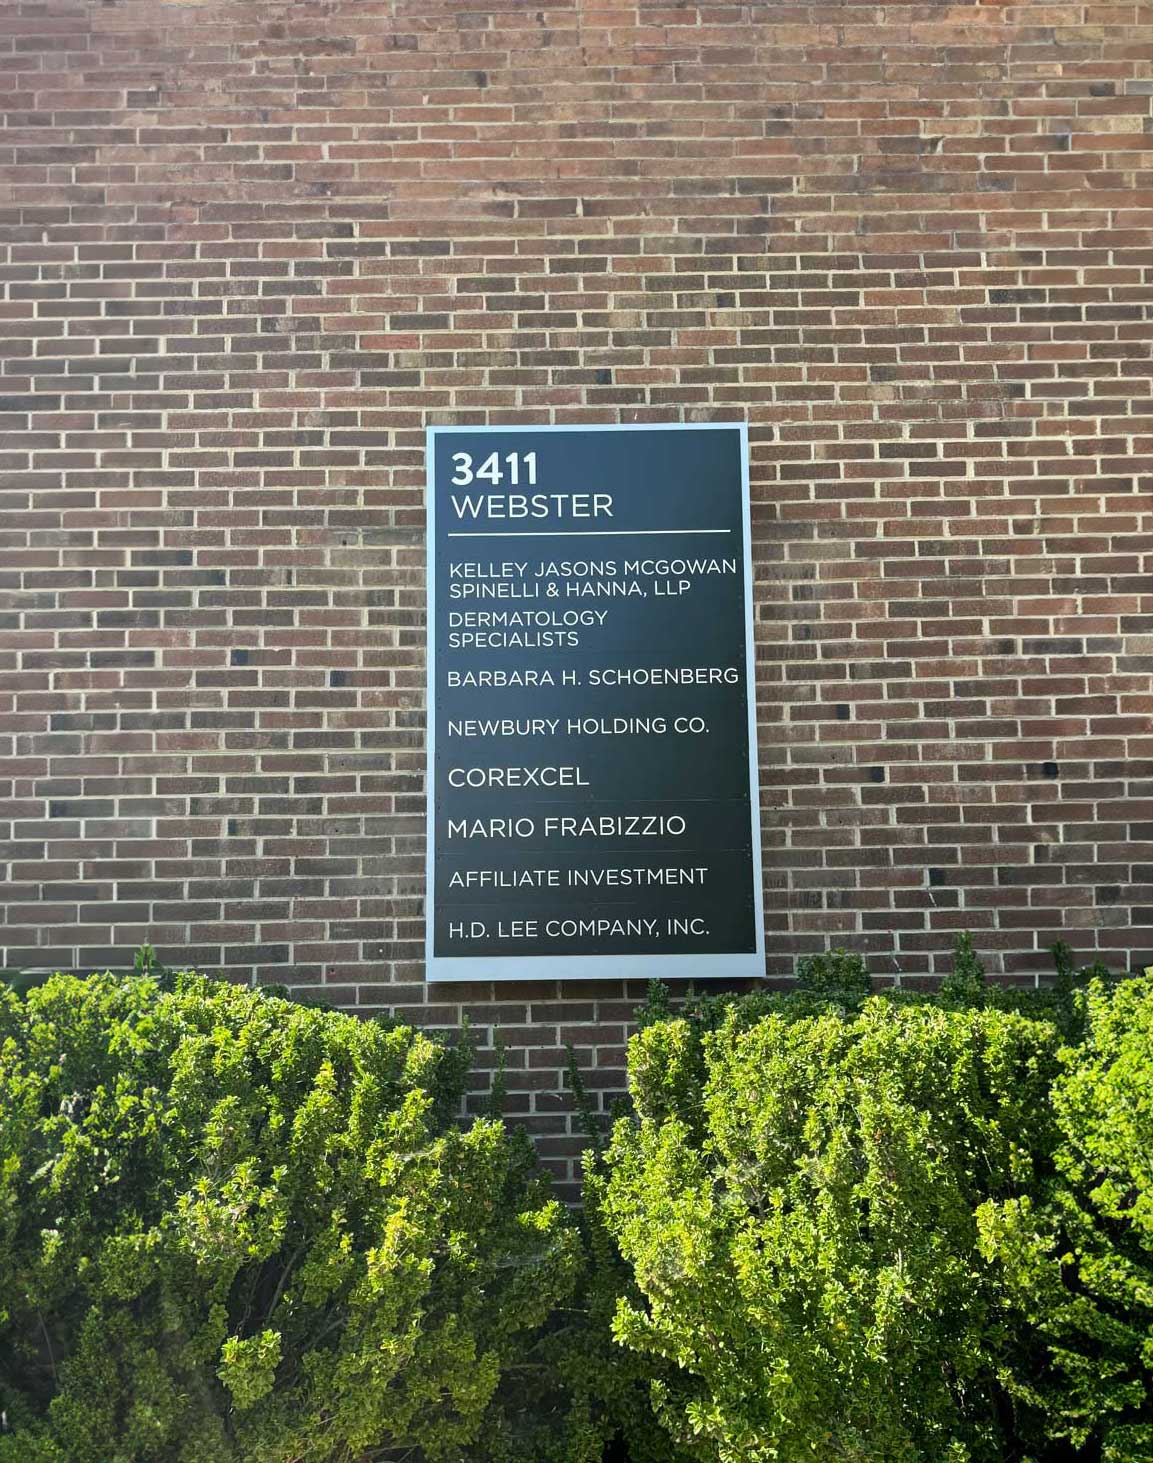 3411
WEBSTER
KELLEY JASONS MCGOWAN
SPINELLI & HANNA, LLP
DERMATOLOGY
SPECIALISTS
BARBARA H. SCHOENBERG
NEWBURY HOLDING CO.
COREXCEL
MARIO FRABIZZIO
AFFILIATE INVESTMENT
H.D. LEE COMPANY, INC.